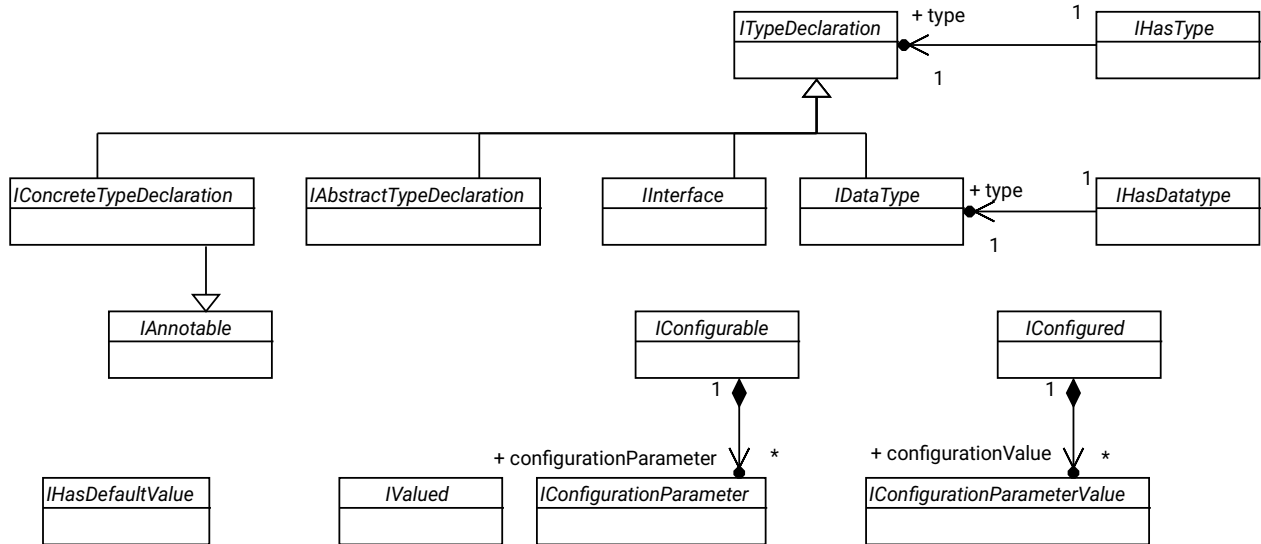 1
+ type
ITypeDeclaration
IHasType
1
1
IConcreteTypeDeclaration
IAbstractTypeDeclaration
IInterface
IDataType
+ type
IHasDatatype
1
IAnnotable
IConfigurable
IConfigured
1
1
+ configurationParameter
*
+ configurationValue
*
IHasDefaultValue
IValued
IConfigurationParameter
IConfigurationParameterValue